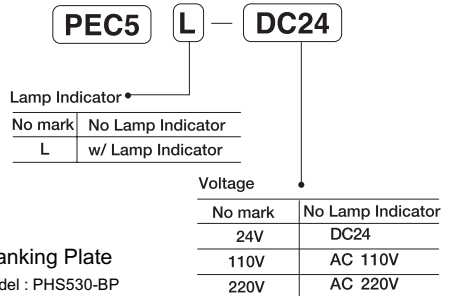 PEC5 L — DC24
Lamp Indicator
No mark No Lamp Indicator
L w/ Lamp Indicator
Voltage
No mark No Lamp Indicator
24V DC24
110V AC 110V
220V AC 220V
anking Plate
del : PHS530-BP